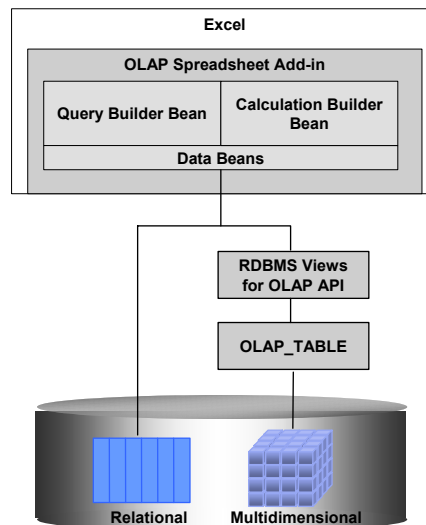 Excel
OLAP Spreadsheet Add-in
Query Builder Bean
Calculation Builder
Bean
Data Beans
RDBMS Views
for OLAP API
OLAP_TABLE
Relational
Multidimensional